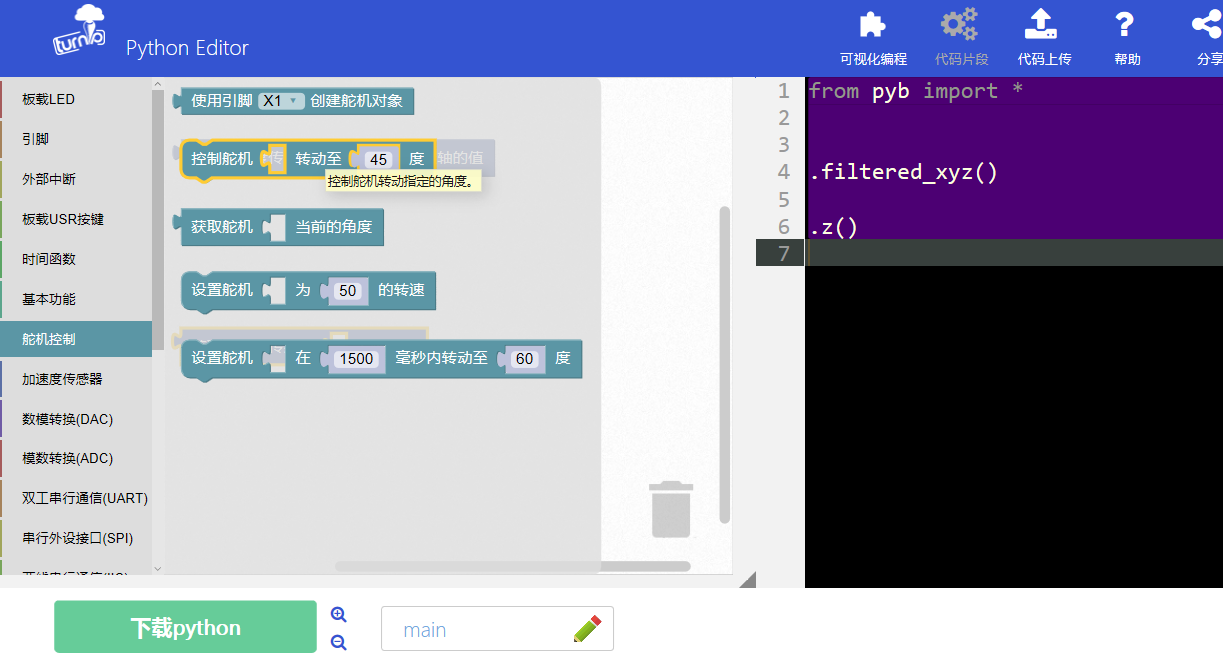 turnip
Python Editor
可视化编程
代码片段
代码上传
帮助
分享
板载LED
引脚
外部中断
板载USR按键
时间函数
基本功能
舵机控制
加速度传感器
数模转换(DAC)
模数转换(ADC)
双工串行通信(UART)
串行外设接口(SPI)
使用引脚 X1 创建舵机对象
控制舵机 转动至 45 度
轴的值
控制舵机转动指定的角度。
获取舵机 当前的角度
设置舵机 为 50 的转速
设置舵机 在 1500 毫秒内转动至 60 度
1 from pyb import *
2
3
4 .filtered_xyz()
5
6 .z()
7
下载python
main